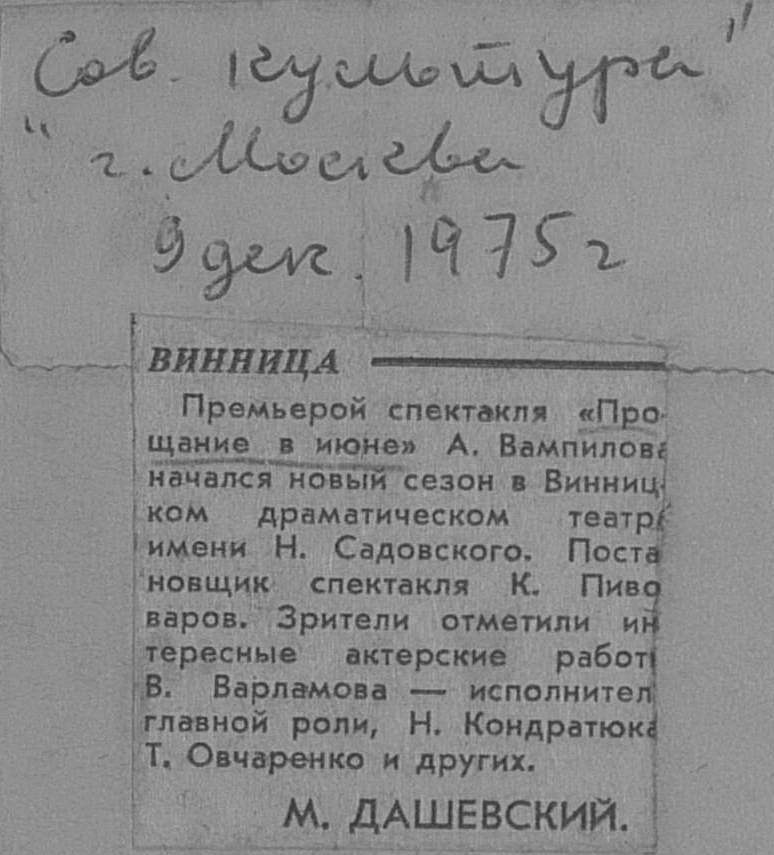 Сов. культура"
" г. Москва
9 дек. 1975 г
ВИННИЦА
Премьерой спектакля «Про-
щание в июне» А. Вампилова
начался новый сезон в Винниц-
ком драматическом театре
имени Н. Садовского. Поста
новщик спектакля К. Пиво
варов. Зрители отметили ин
тересные актерские работы
В. Варламова — исполнител
главной роли, Н. Кондратюка
Т. Овчаренко и других.
М. ДАШЕВСКИЙ.